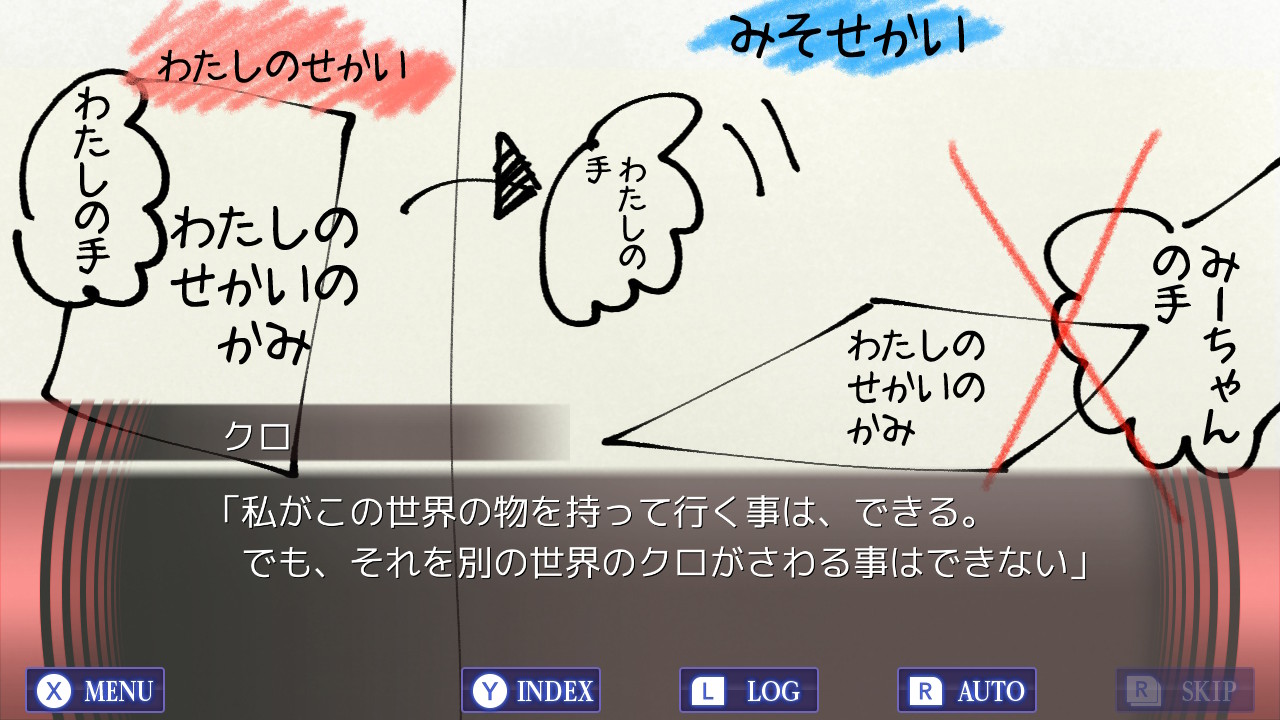 わたしのせかい
わたしの手
わたしの
せかいの
かみ
みそせかい
わたしの
手
わたしの
せかいの
かみ
みーちゃん
の手
クロ
「私がこの世界の物を持って行く事は、できる。
でも、それを別の世界のクロがさわる事はできない」
X MENU
Y INDEX
L LOG
R AUTO
R SKIP